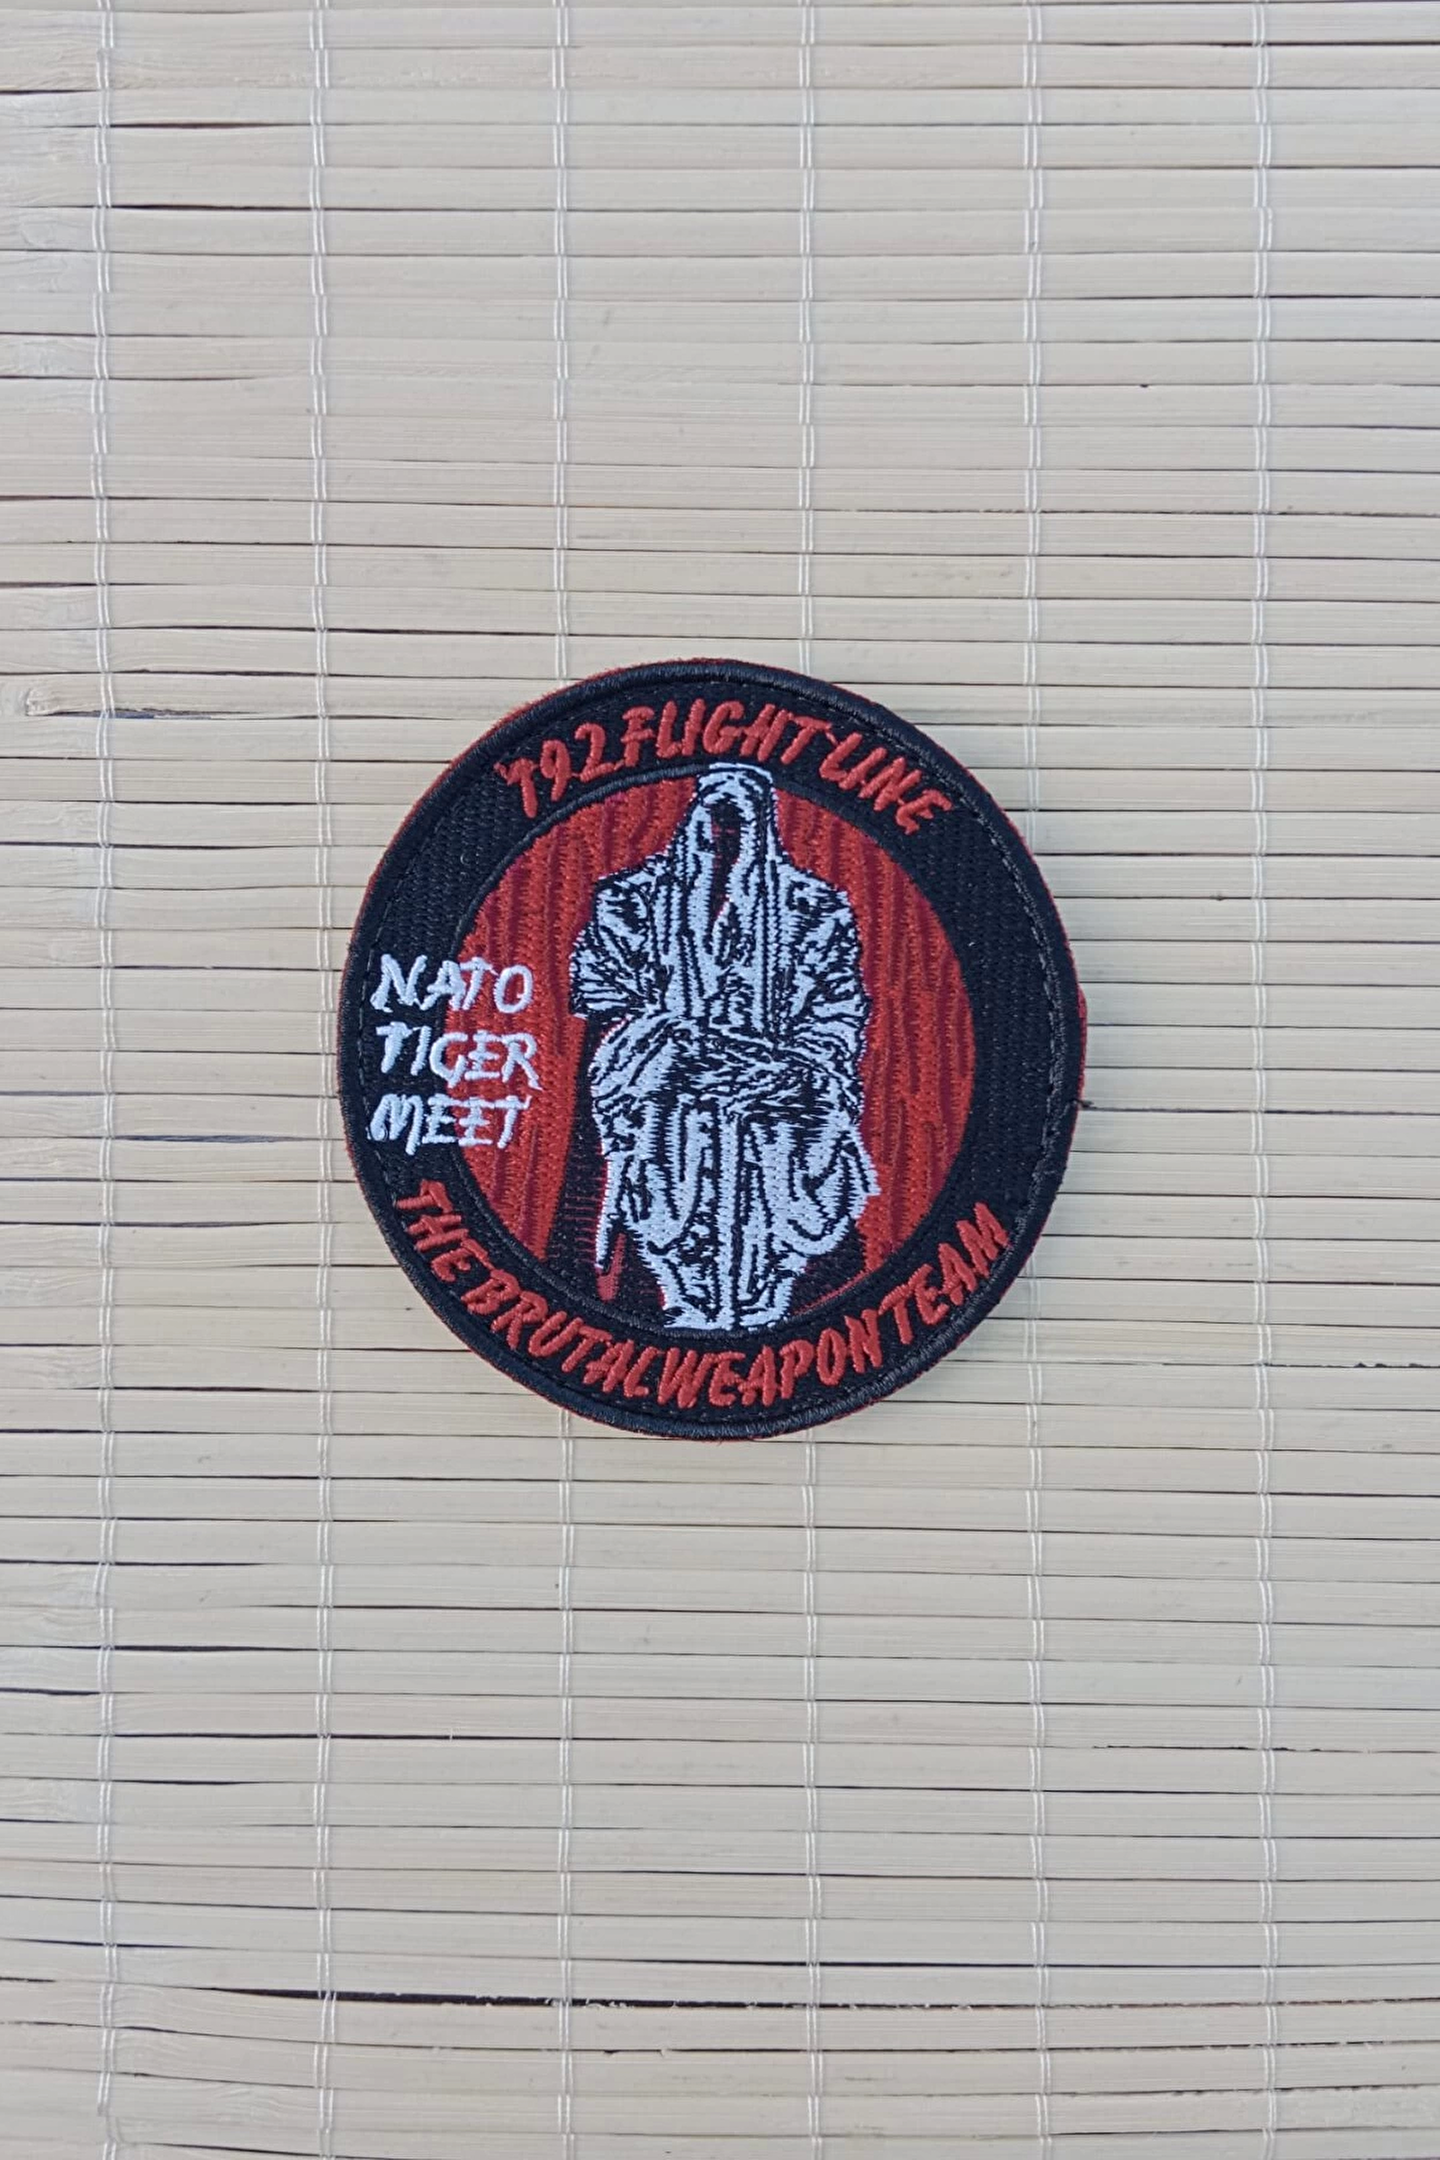 '192 FLIGHT LINE
NATO
TIGER
MEET
THE BRUTAL WEAPON TEAM